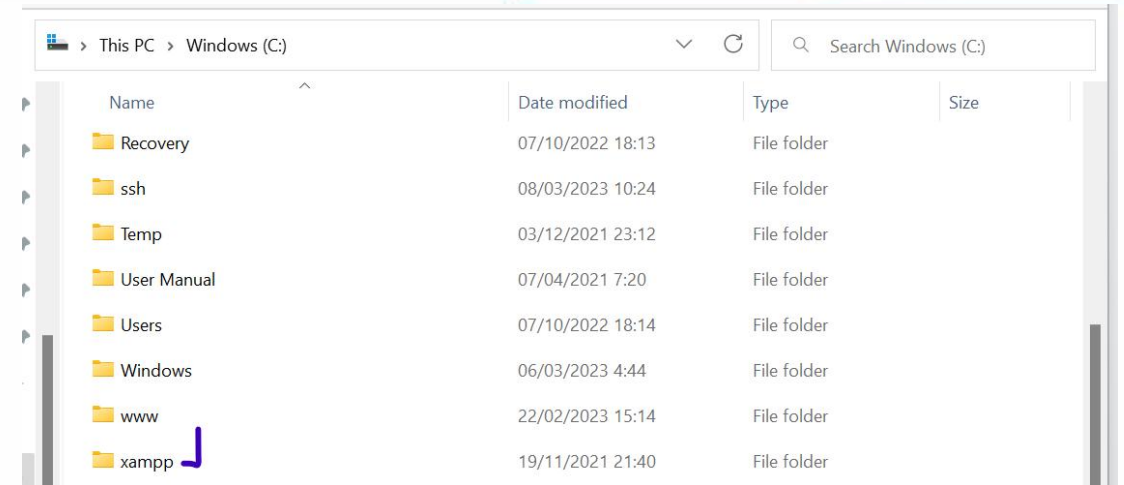 This PC > Windows (C:) Search Windows (C:)
Name Date modified Type Size
Recovery 07/10/2022 18:13 File folder
ssh 08/03/2023 10:24 File folder
Temp 03/12/2021 23:12 File folder
User Manual 07/04/2021 7:20 File folder
Users 07/10/2022 18:14 File folder
Windows 06/03/2023 4:44 File folder
www 22/02/2023 15:14 File folder
xampp 19/11/2021 21:40 File folder